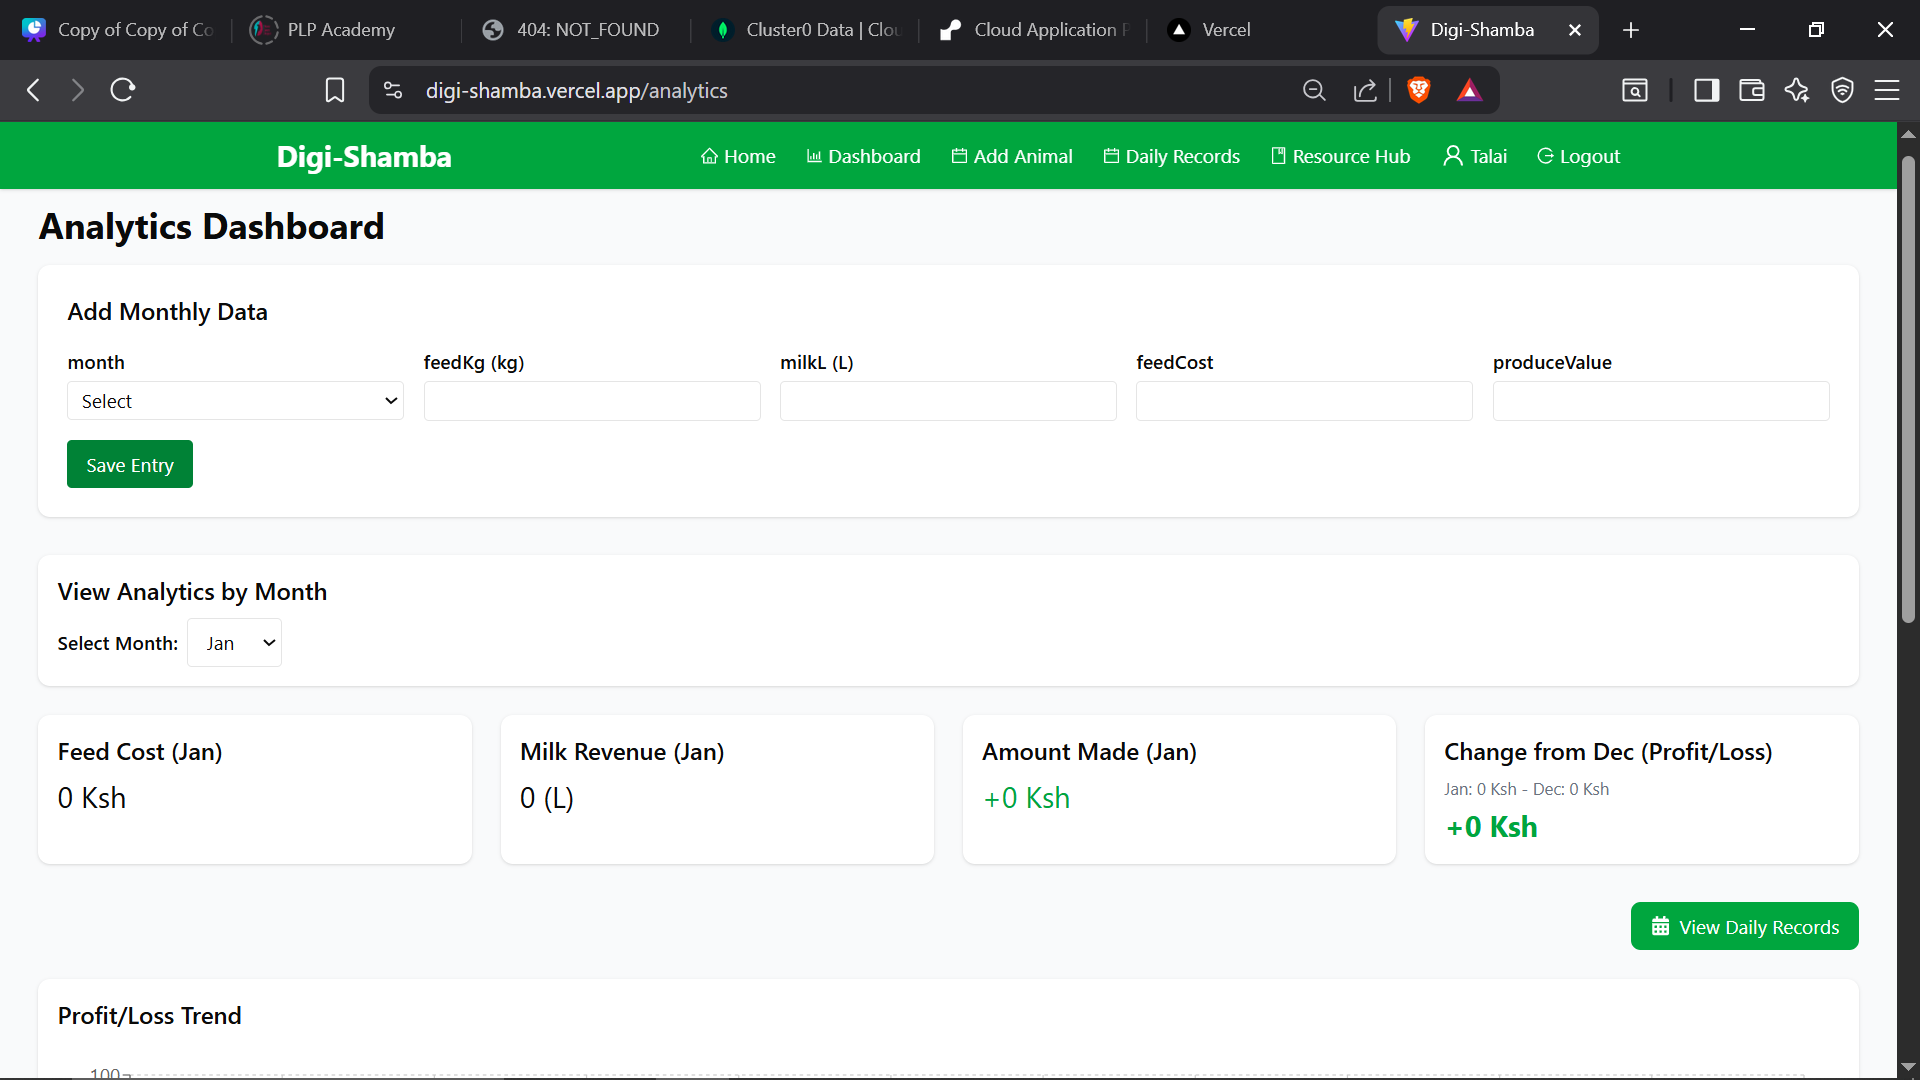 Copy of Copy of Co
PLP Academy
404: NOT_FOUND
Cluster0 Data | Clou
Cloud Application P
Vercel
Digi-Shamba
digi-shamba.vercel.app/analytics
Digi-Shamba
Home
Dashboard
Add Animal
Daily Records
Resource Hub
Talai
Logout
Analytics Dashboard
Add Monthly Data
month
feedKg (kg)
milkL (L)
feedCost
produceValue
Select
Save Entry
View Analytics by Month
Select Month: Jan
Feed Cost (Jan)
0 Ksh
Milk Revenue (Jan)
0 (L)
Amount Made (Jan)
+0 Ksh
Change from Dec (Profit/Loss)
Jan: 0 Ksh - Dec: 0 Ksh
+0 Ksh
View Daily Records
Profit/Loss Trend
100